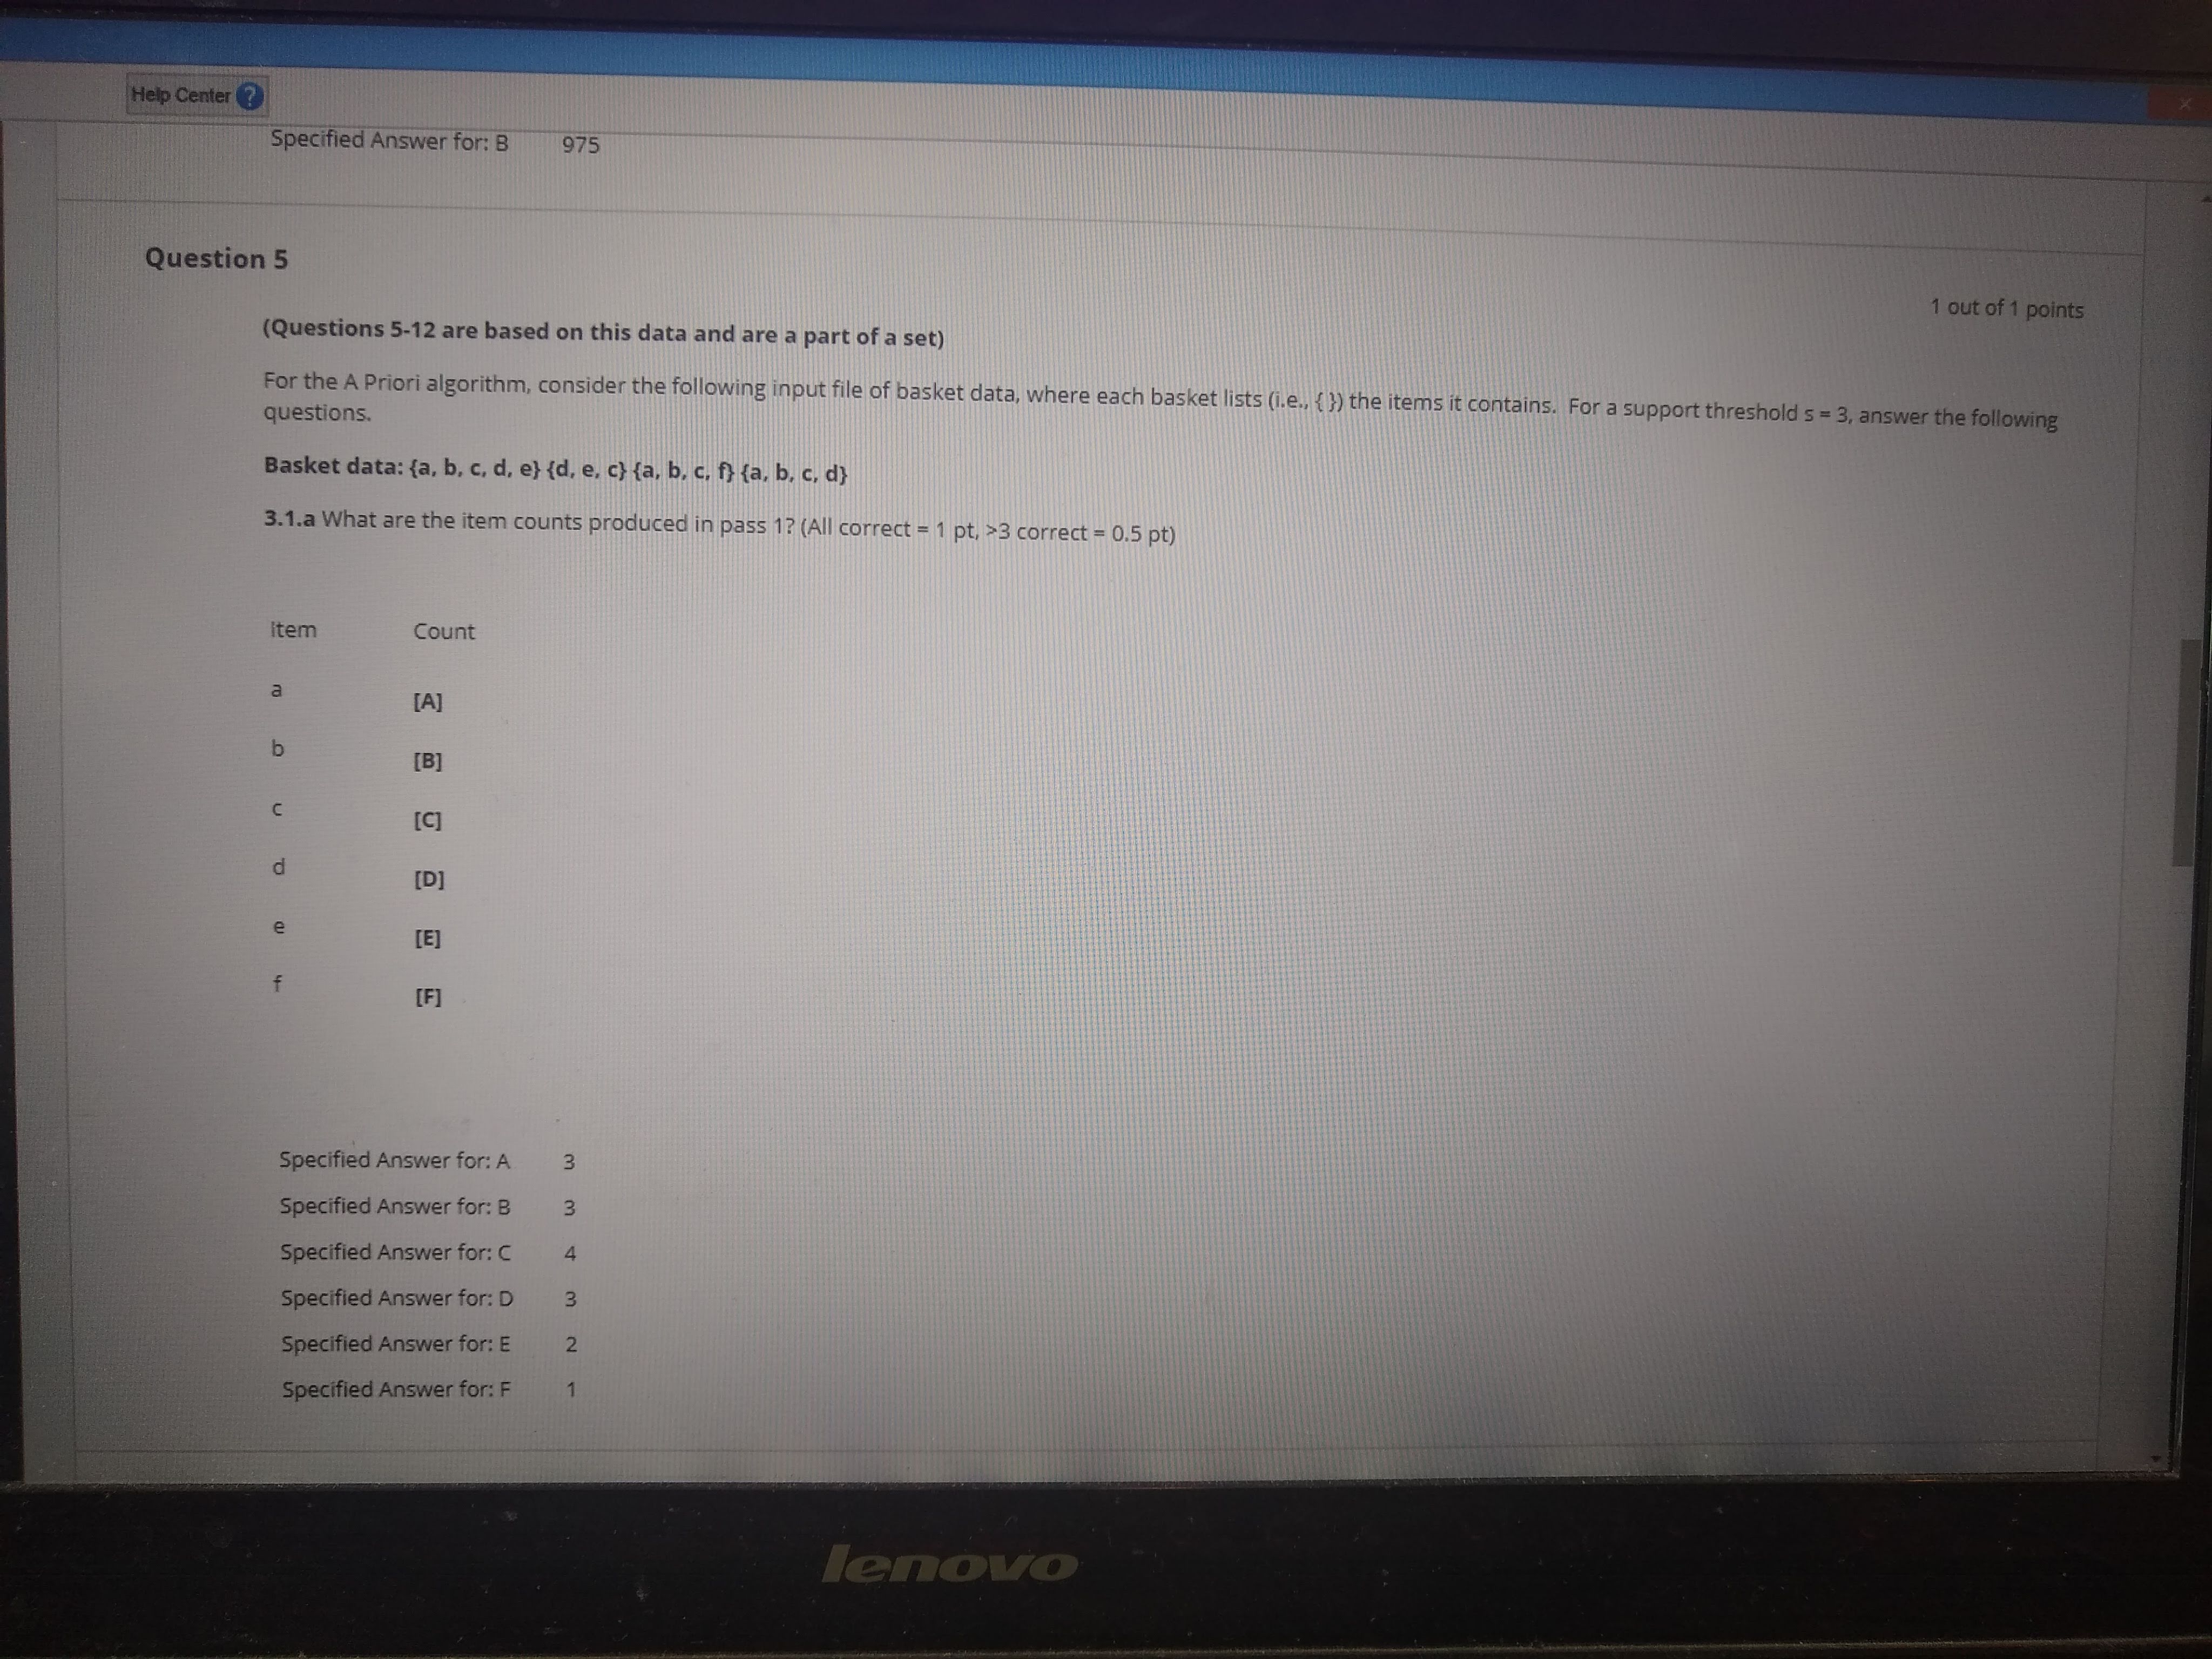 Help Center ?
Specified Answer for: B 975
Question 5
1 out of 1 points
(Questions 5-12 are based on this data and are a part of a set)
For the A Priori algorithm, consider the following input file of basket data, where each basket lists (i.e., { }) the items it contains. For a support threshold s = 3, answer the following
questions.
Basket data: {a, b, c, d, e} {d, e, c} {a, b, c, f} {a, b, c, d}
3.1.a What are the item counts produced in pass 1? (All correct = 1 pt, >3 correct = 0.5 pt)
Item Count
a [A]
b [B]
c [C]
d [D]
e [E]
f [F]
Specified Answer for: A 3
Specified Answer for: B 3
Specified Answer for: C 4
Specified Answer for: D 3
Specified Answer for: E 2
Specified Answer for: F 1
lenovo